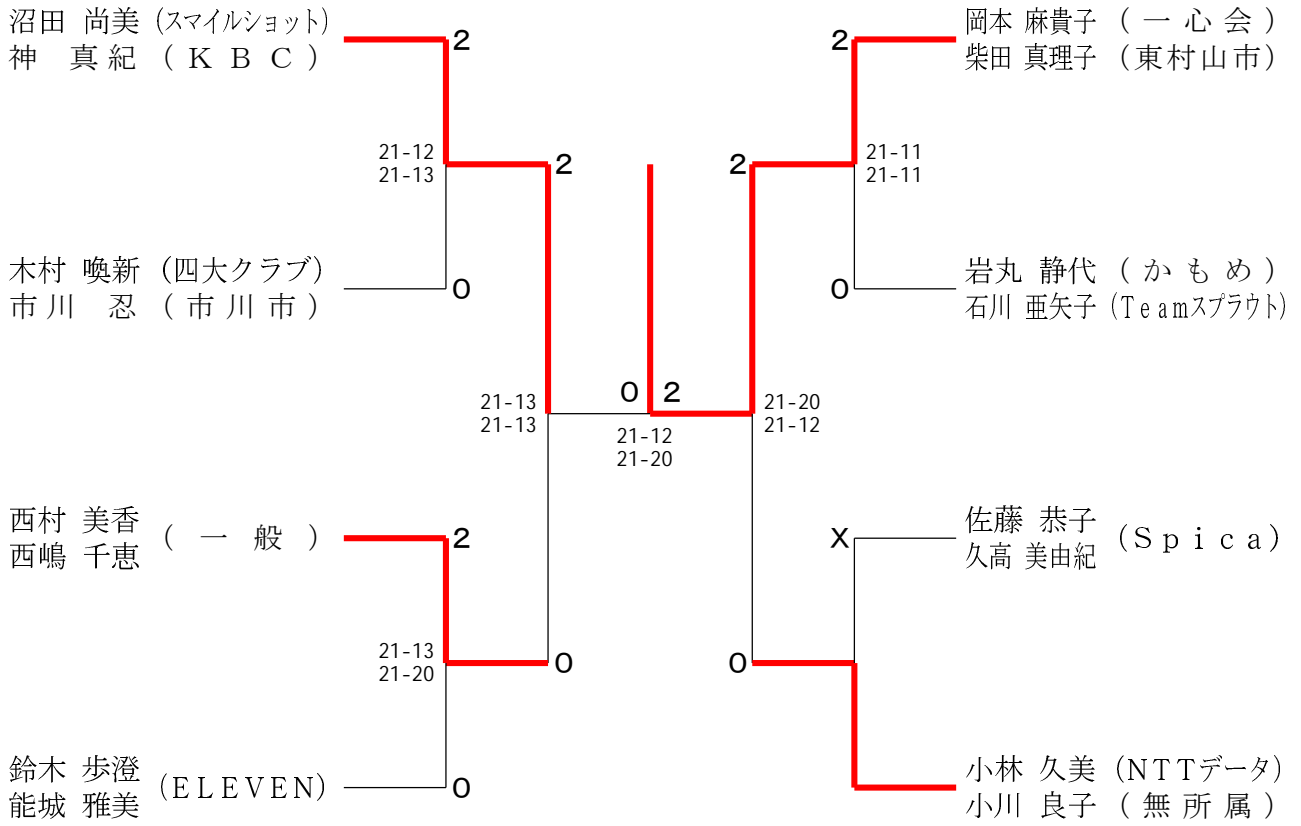 沼田 尚美 (スマイルショット)
神 真紀 (KBC)
2
21-12
21-13
2
木村 喚新 (四大クラブ)
市川 忍 (市川市)
0
21-13
21-13
西村 美香
西嶋 千恵
(一般)
2
21-13
21-20
0
鈴木 歩澄
能城 雅美
(ELEVEN)
0
0 2
21-12
21-20
岡本 麻貴子 (一心会)
柴田 真理子 (東村山市)
2
21-11
21-11
2
岩丸 静代 (かもめ)
石川 亜矢子 (Teamスプラウト)
0
21-20
21-12
佐藤 恭子
久高 美由紀
(Spica)
X
0
小林 久美 (NTTデータ)
小川 良子 (無所属)